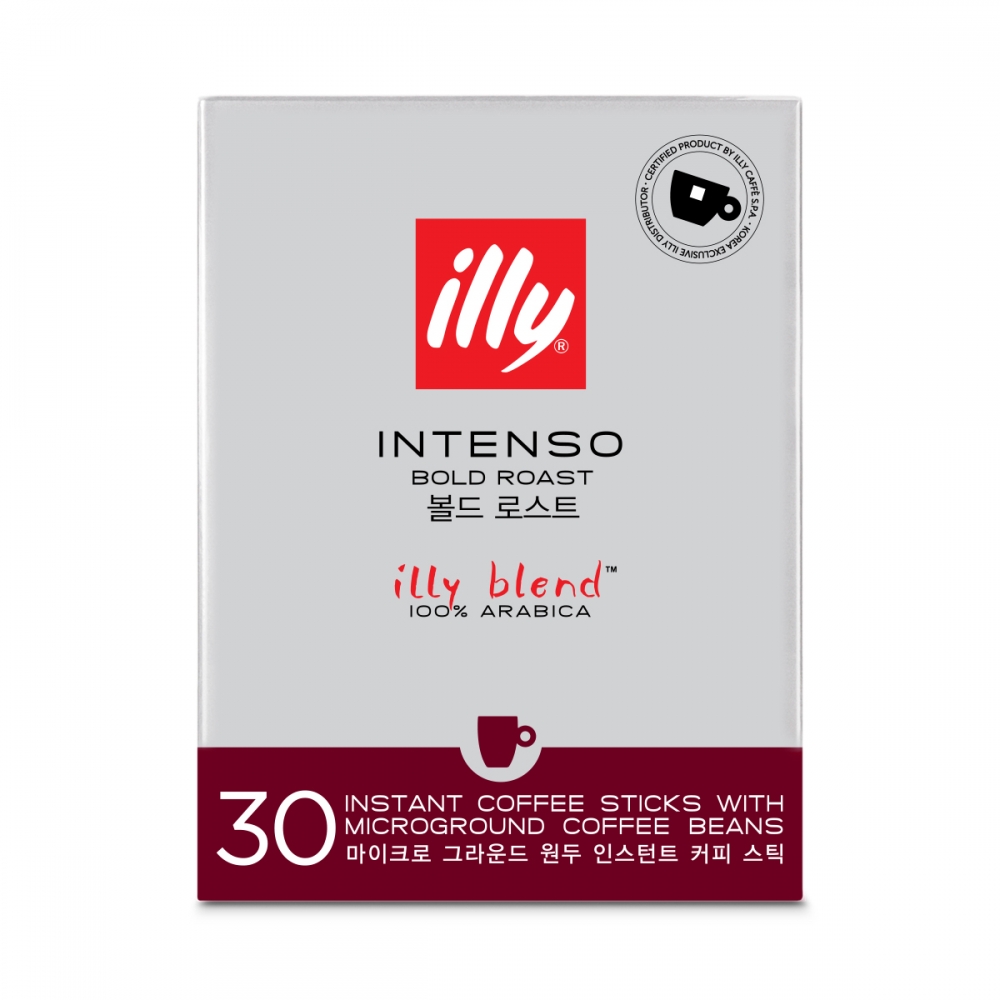 CERTIFIED PRODUCT BY ILLY CAFFÈ S.P.A. · KOREA EXCLUSIVE ILLY DISTRIBUTOR ·
illy®
INTENSO
BOLD ROAST
볼드 로스트
illy blend™
100% ARABICA
30
INSTANT COFFEE STICKS WITH
MICROGROUND COFFEE BEANS
마이크로 그라운드 원두 인스턴트 커피 스틱